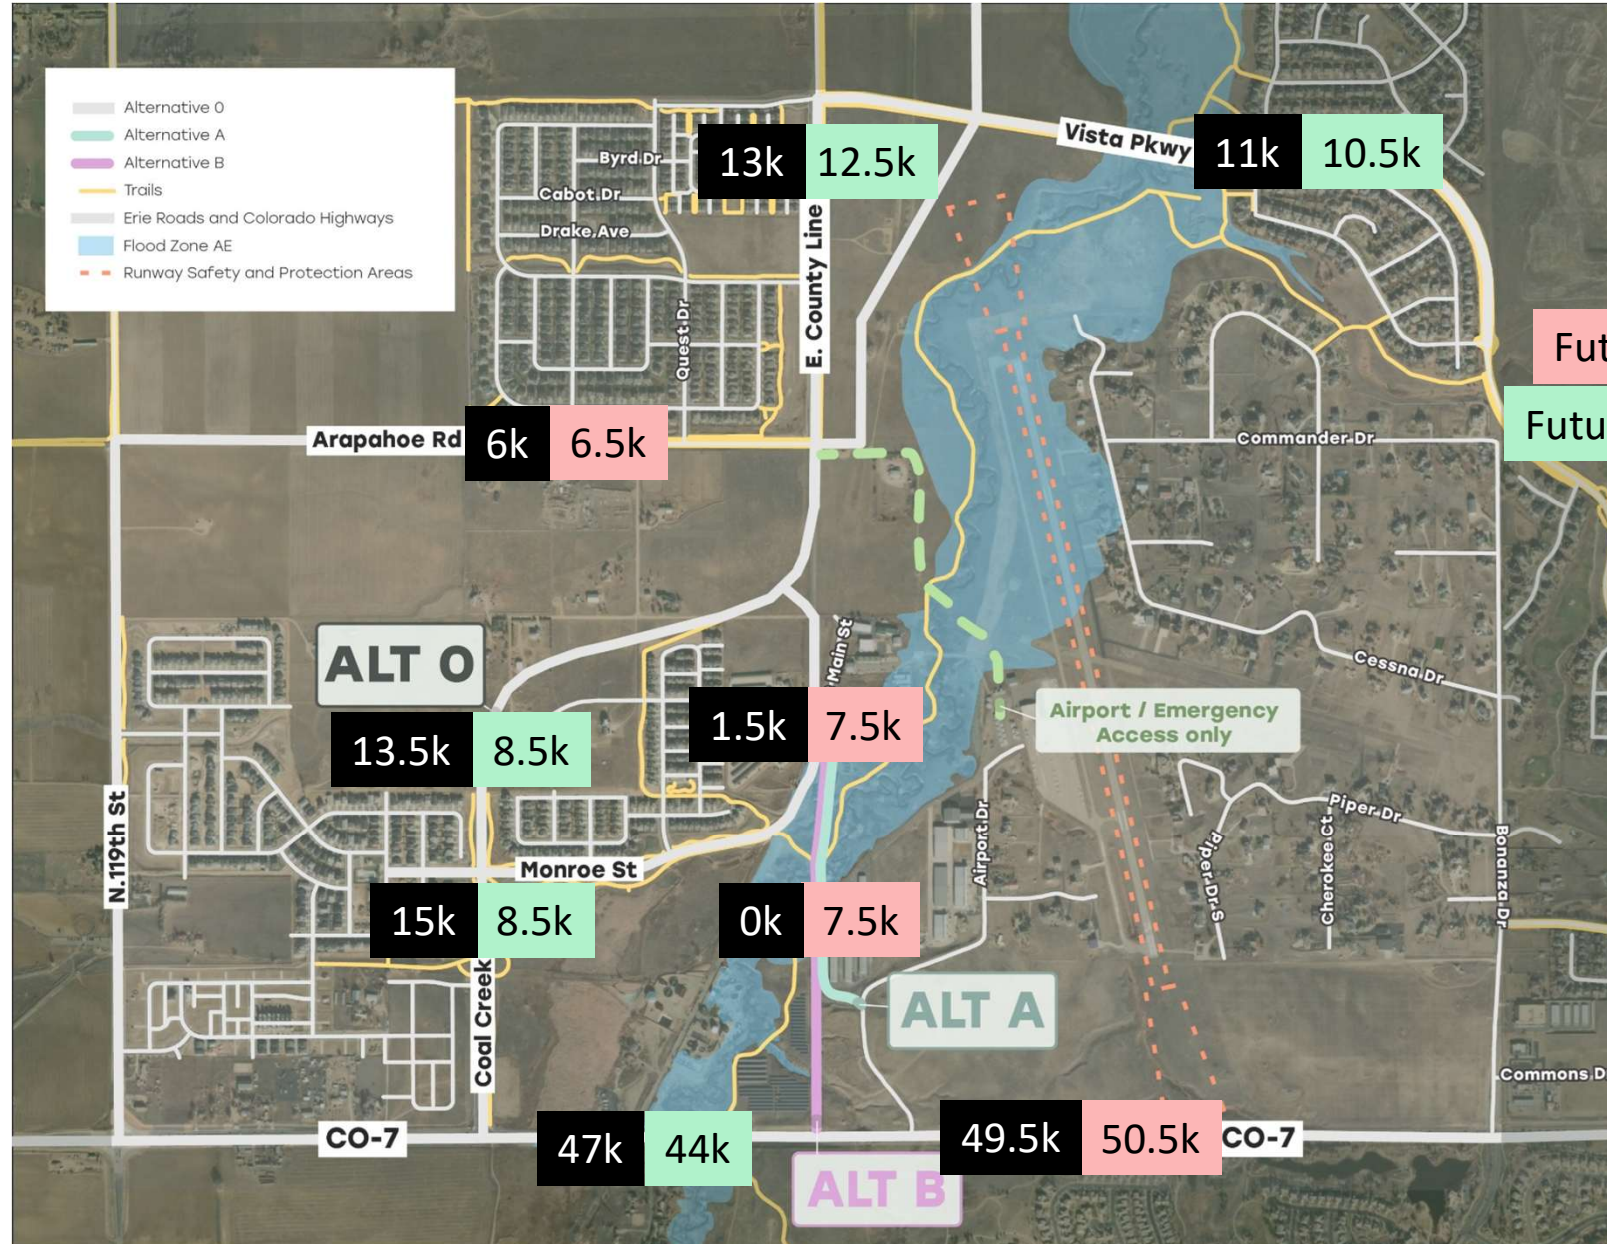 Alternative 0
Alternative A
Alternative B
Trails
Erie Roads and Colorado Highways
Flood Zone AE
Runway Safety and Protection Areas
Byrd Dr
Cabot Dr
Drake Ave
13k 12.5k
Vista Pkwy
11k 10.5k
E. County Line
Quest Dr
Fut
Futu
Arapahoe Rd
6k 6.5k
Commander Dr
ALT 0
Main St
Cessna Dr
13.5k 8.5k
1.5k 7.5k
Airport / Emergency
Access only
N. 119th St
Monroe St
Airport Dr
Piper Dr
Piper Dr S
Cherokee Ct
Bonanza Dr
15k 8.5k
0k 7.5k
Coal Creek
ALT A
Commons D
CO-7
47k 44k
49.5k 50.5k
CO-7
ALT B